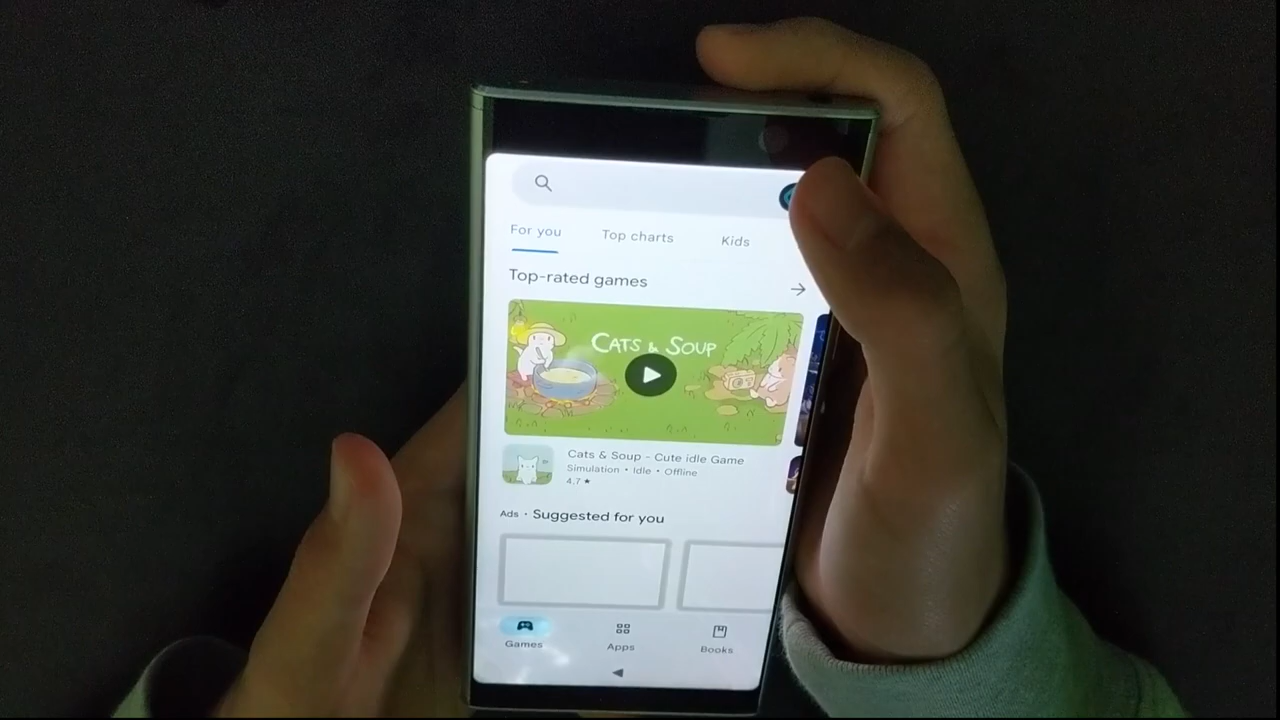 For you Top charts Kids
Top-rated games
CATS & SOUP
Cats & Soup - Cute idle Game
Simulation • Idle • Offline
4.7 ★
Ads • Suggested for you
Games Apps Books